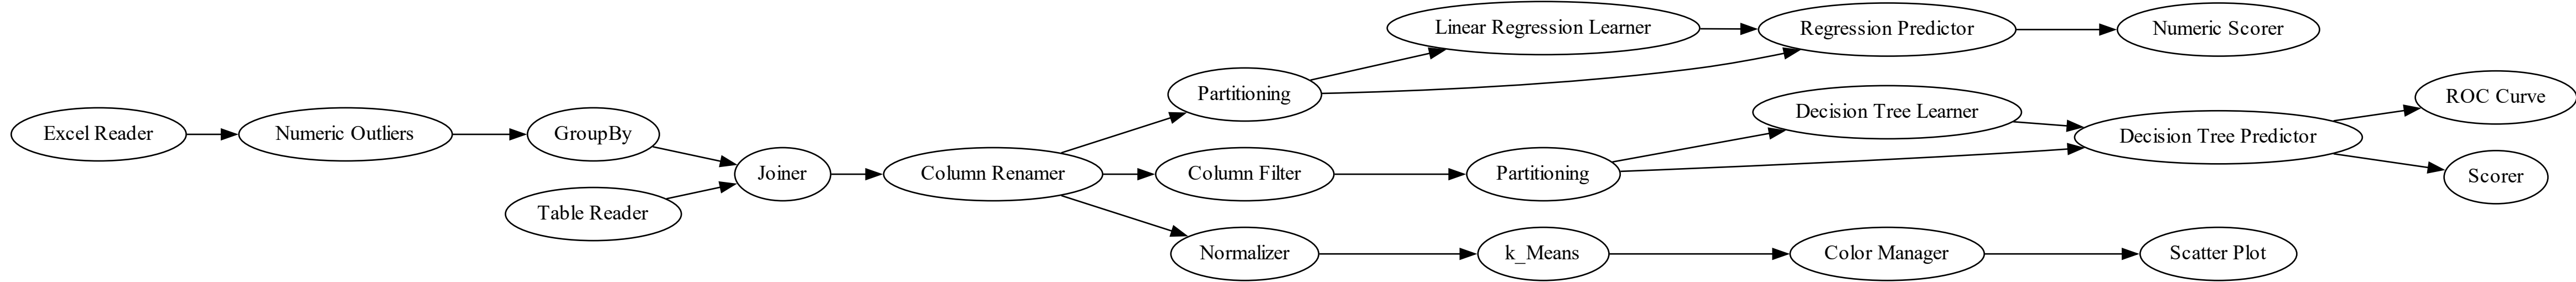 Linear Regression Learner
Regression Predictor
Numeric Scorer
Partitioning
Excel Reader
Numeric Outliers
GroupBy
Decision Tree Learner
Decision Tree Predictor
ROC Curve
Table Reader
Joiner
Column Renamer
Column Filter
Partitioning
Scorer
Normalizer
k_Means
Color Manager
Scatter Plot